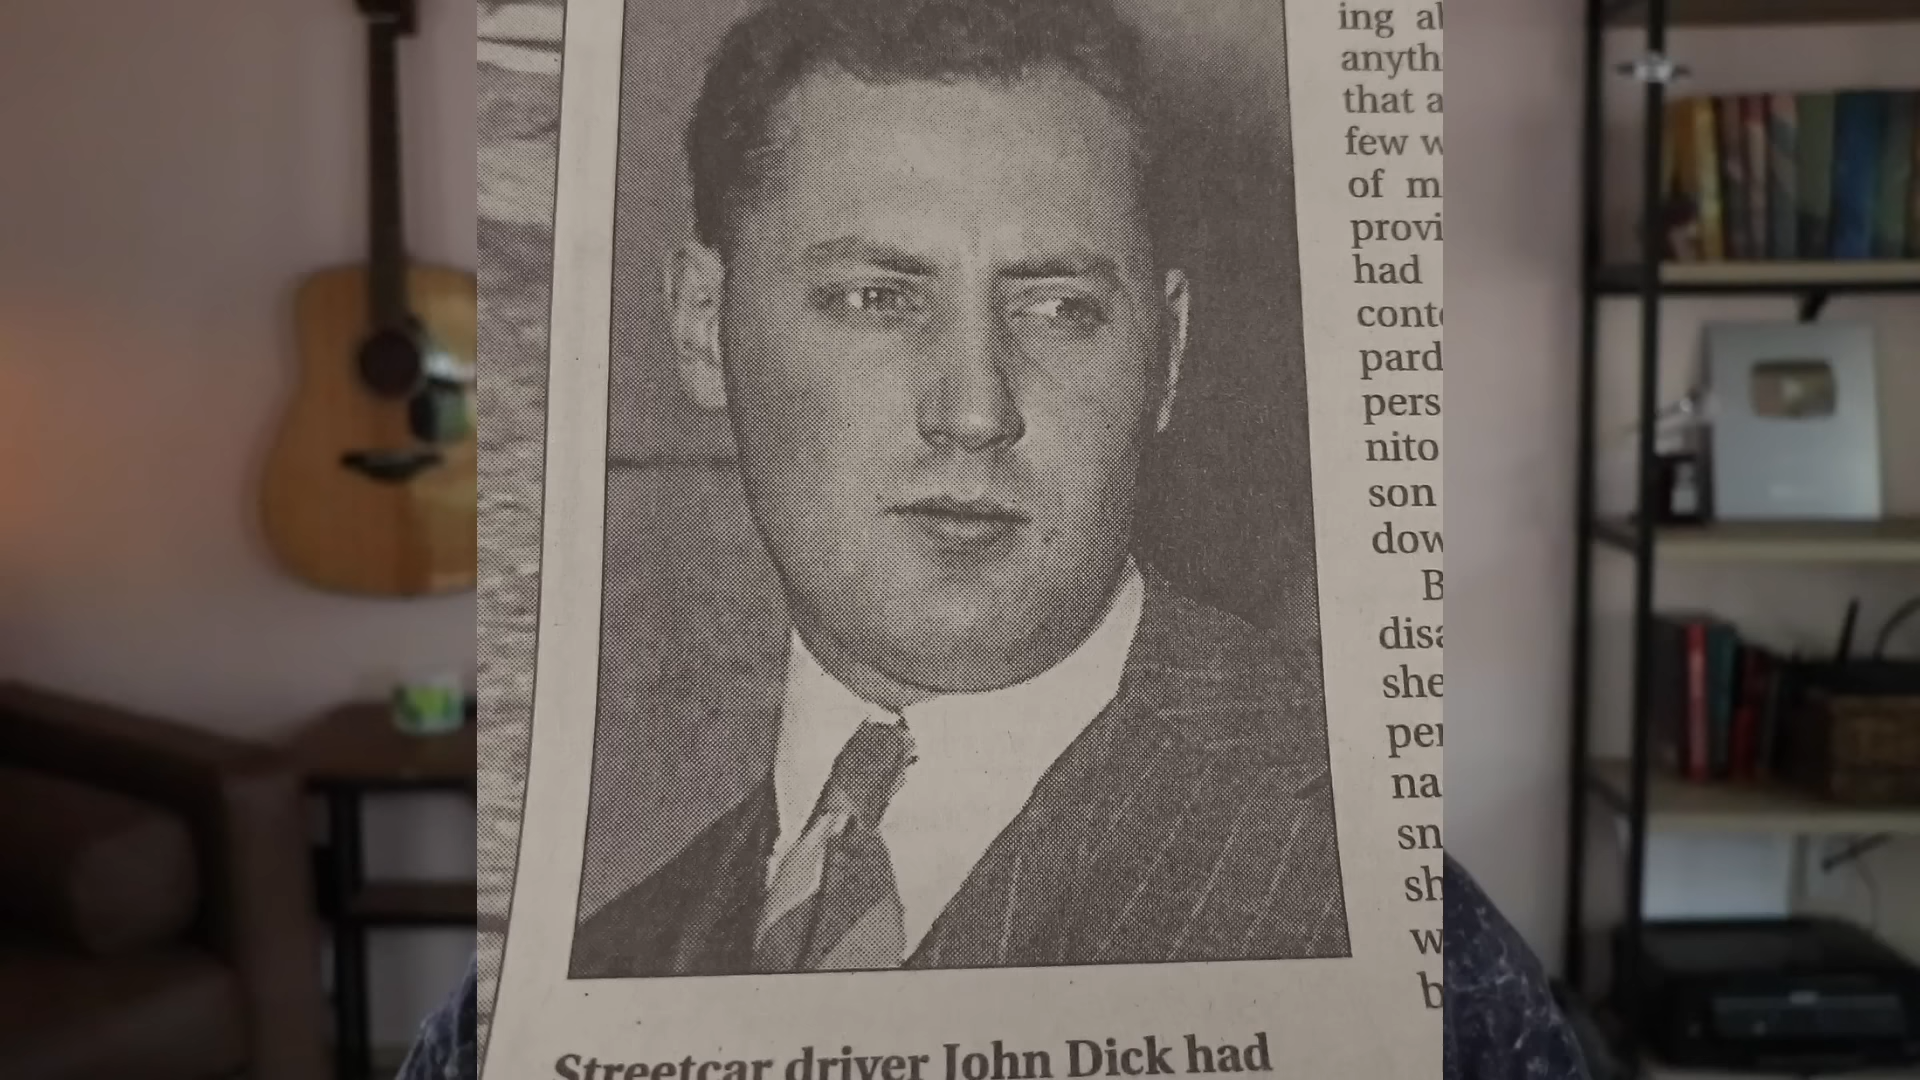 ing al
anyth
that a
few w
of m
provi
had
cont
pard
pers
nito
son
dow
B
disa
she
per
na
sn
sh
w
b
Streetcar driver John Dick had